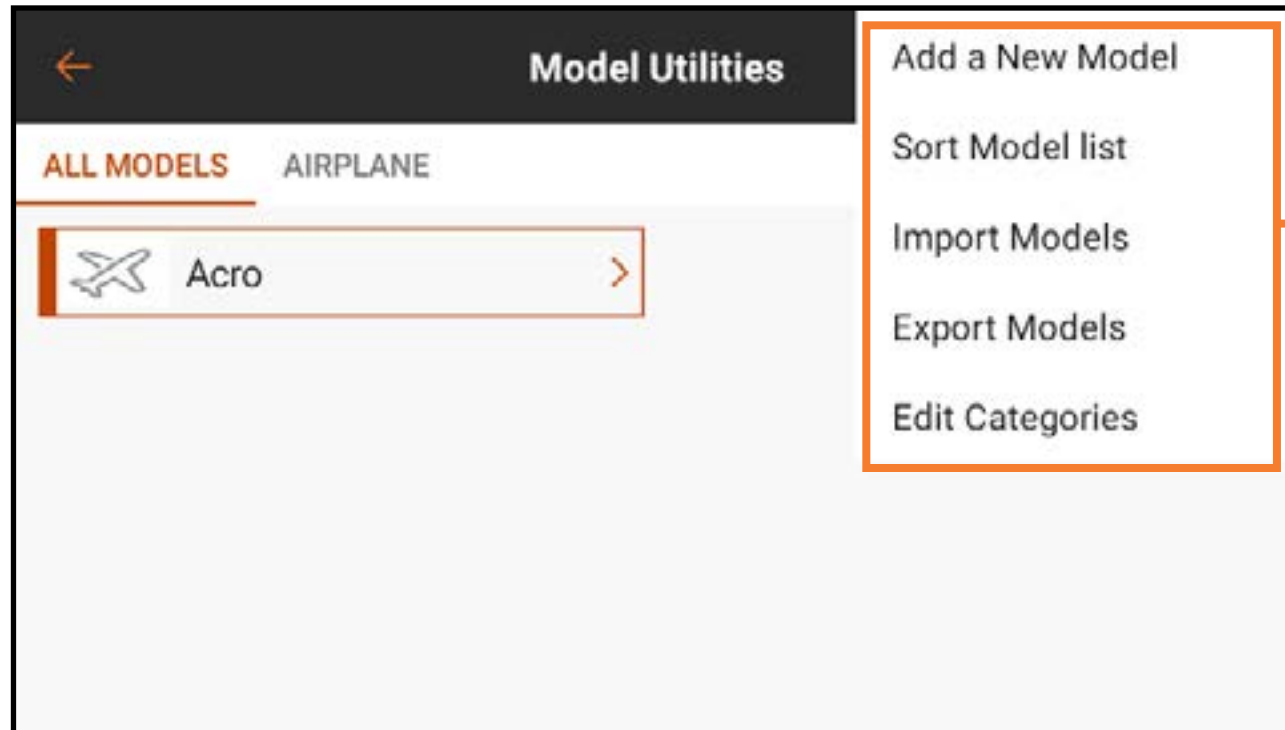 Model Utilities
ALL MODELS AIRPLANE
Acro
Add a New Model
Sort Model list
Import Models
Export Models
Edit Categories